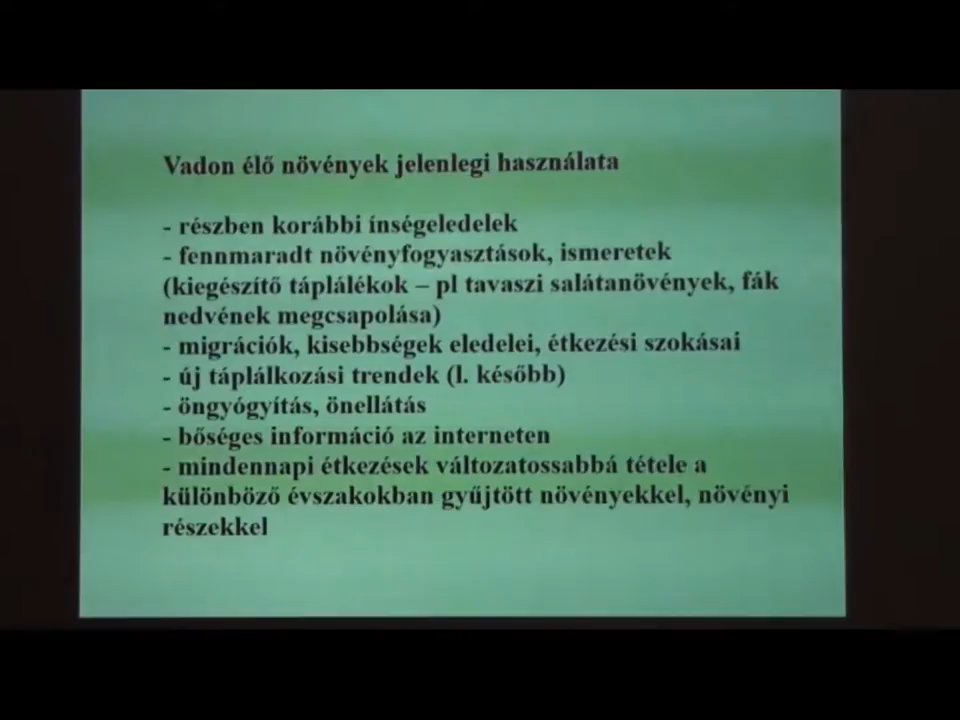 Vadon élő növények jelenlegi használata
- részben korábbi ínségeledelek
- fennmaradt növényfogyasztások, ismeretek
(kiegészítő táplálékok – pl tavaszi salátanövények, fák
nedvének megcsapolása)
- migrációk, kisebbségek eledelei, étkezési szokásai
- új táplálkozási trendek (l. később)
- öngyógyítás, önellátás
- bőséges információ az interneten
- mindennapi étkezések változatossabbá tétele a
különböző évszakokban gyűjtött növényekkel, növényi
részekkel